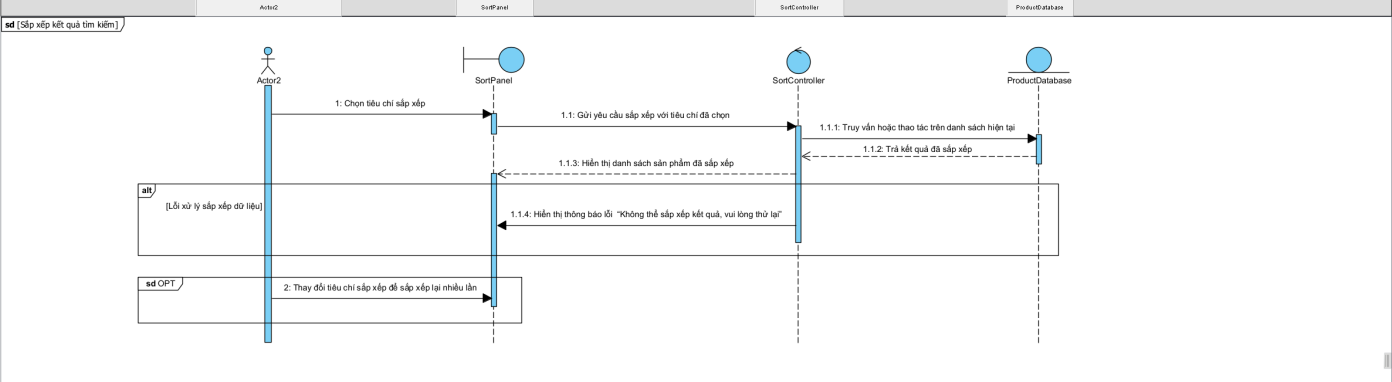 Actor2
SortPanel
SortController
ProductDatabase
sd [Sắp xếp kết quả tìm kiếm]
Actor2
SortPanel
SortController
ProductDatabase
1: Chọn tiêu chí sắp xếp
1.1: Gửi yêu cầu sắp xếp với tiêu chí đã chọn
1.1.1: Truy vấn hoặc thao tác trên danh sách hiện tại
1.1.2: Trả kết quả đã sắp xếp
1.1.3: Hiển thị danh sách sản phẩm đã sắp xếp
alt
[Lỗi xử lý sắp xếp dữ liệu]
1.1.4: Hiển thị thông báo lỗi “Không thể sắp xếp kết quả, vui lòng thử lại”
sd OPT
2: Thay đổi tiêu chí sắp xếp để sắp xếp lại nhiều lần